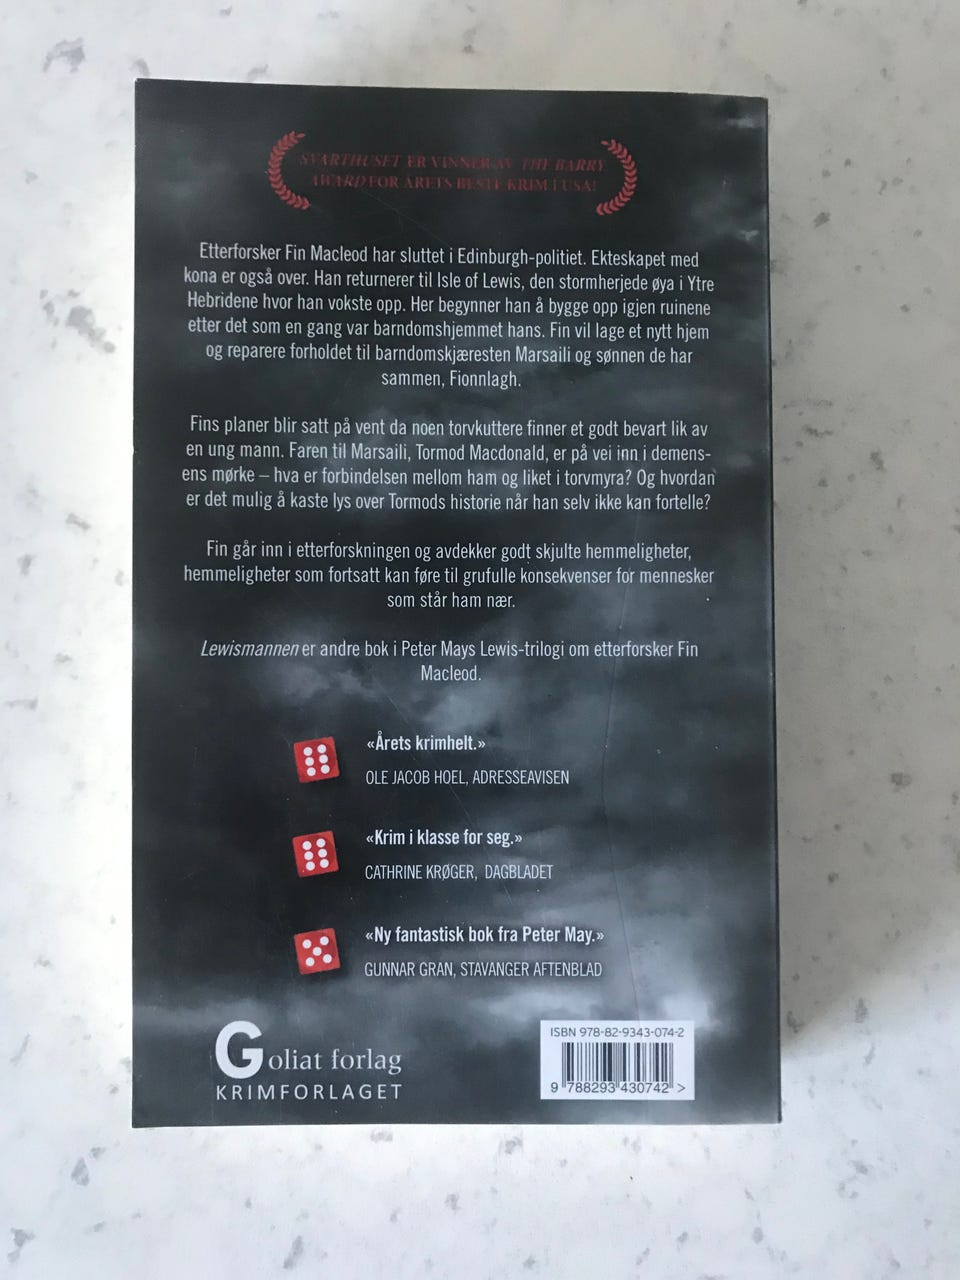 SVARTHUSET ER VINNER AV THE BARRY
AWARD FOR ÅRETS BESTE KRIM I USA!
Etterforsker Fin Macleod har sluttet i Edinburgh-politiet. Ekteskapet med
kona er også over. Han returnerer til Isle of Lewis, den stormherjede øya i Ytre
Hebridene hvor han vokste opp. Her begynner han å bygge opp igjen ruinene
etter det som en gang var barndomshjemmet hans. Fin vil lage et nytt hjem
og reparere forholdet til barndomskjæresten Marsaili og sønnen de har
sammen, Fionnlagh.
Fins planer blir satt på vent da noen torvkuttere finner et godt bevart lik av
en ung mann. Faren til Marsaili, Tormod Macdonald, er på vei inn i demens-
ens mørke – hva er forbindelsen mellom ham og liket i torvmyra? Og hvordan
er det mulig å kaste lys over Tormods historie når han selv ikke kan fortelle?
Fin går inn i etterforskningen og avdekker godt skjulte hemmeligheter,
hemmeligheter som fortsatt kan føre til grufulle konsekvenser for mennesker
som står ham nær.
Lewismannen er andre bok i Peter Mays Lewis-trilogi om etterforsker Fin
Macleod.
«Årets krimhelt.»
OLE JACOB HOEL, ADRESSEAVISEN
«Krim i klasse for seg.»
CATHRINE KRØGER, DAGBLADET
«Ny fantastisk bok fra Peter May.»
GUNNAR GRAN, STAVANGER AFTENBLAD
Goliat forlag
KRIMFORLAGET
ISBN 978-82-9343-074-2
9 788293 430742 >